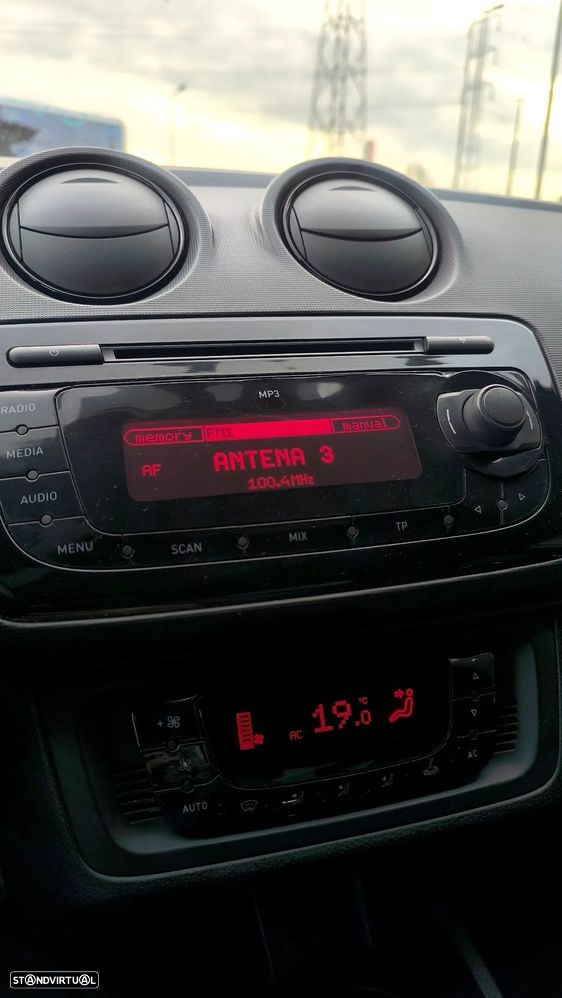 MP3
RADIO
memory FM1 manual
MEDIA
AF ANTENA 3
100.4MHz
AUDIO
MENU SCAN MIX TP
AC 19.0 °C
+
AUTO AC
STANDVIRTUAL